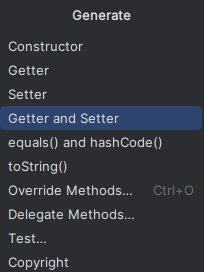 Generate
Constructor
Getter
Setter
Getter and Setter
equals() and hashCode()
toString()
Override Methods... Ctrl+O
Delegate Methods...
Test...
Copyright